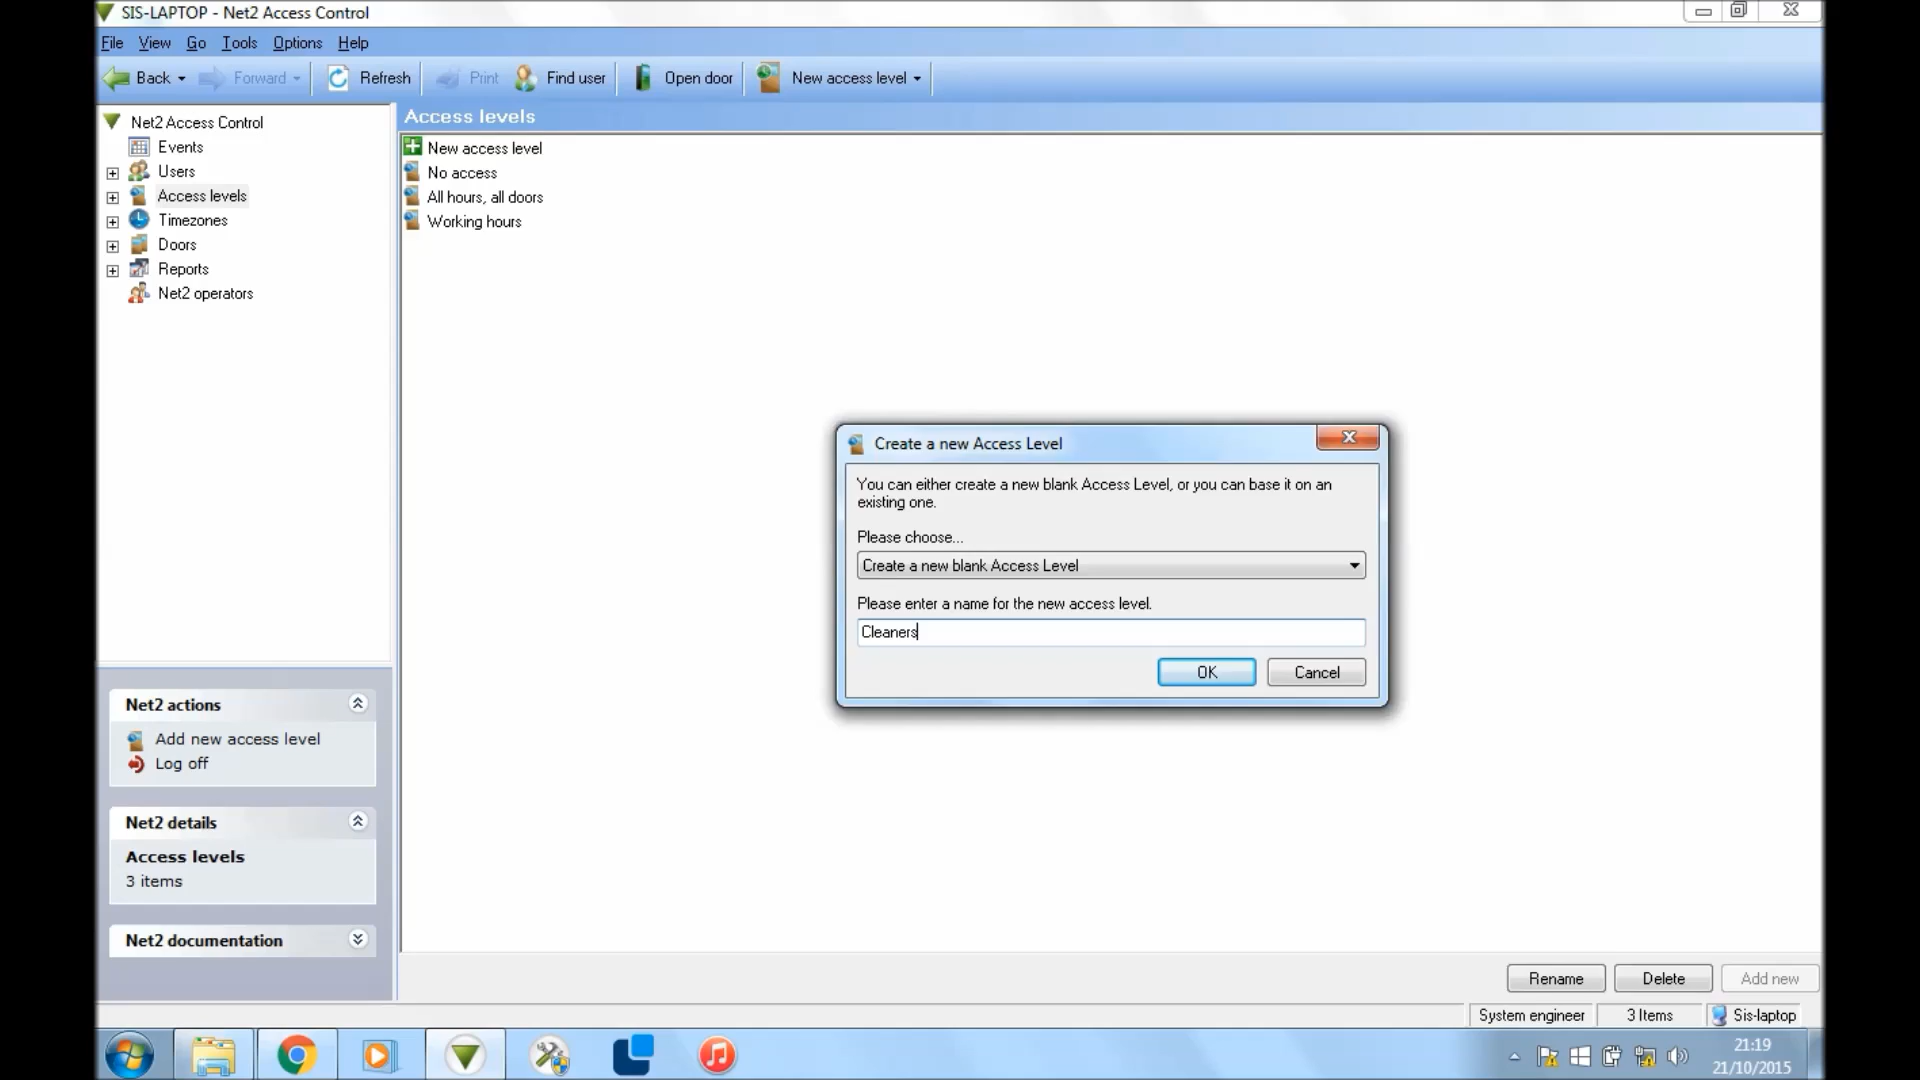 SIS-LAPTOP - Net2 Access Control
File View Go Tools Options Help
Back Forward Refresh Print Find user Open door New access level
Net2 Access Control
Events
Users
Access levels
Timezones
Doors
Reports
Net2 operators
Access levels
New access level
No access
All hours, all doors
Working hours
Create a new Access Level
You can either create a new blank Access Level, or you can base it on an
existing one.
Please choose...
Create a new blank Access Level
Please enter a name for the new access level.
Cleaners
OK Cancel
Net2 actions
Add new access level
Log off
Net2 details
Access levels
3 items
Net2 documentation
Rename Delete Add new
System engineer 3 Items Sis-laptop
21:19
21/10/2015